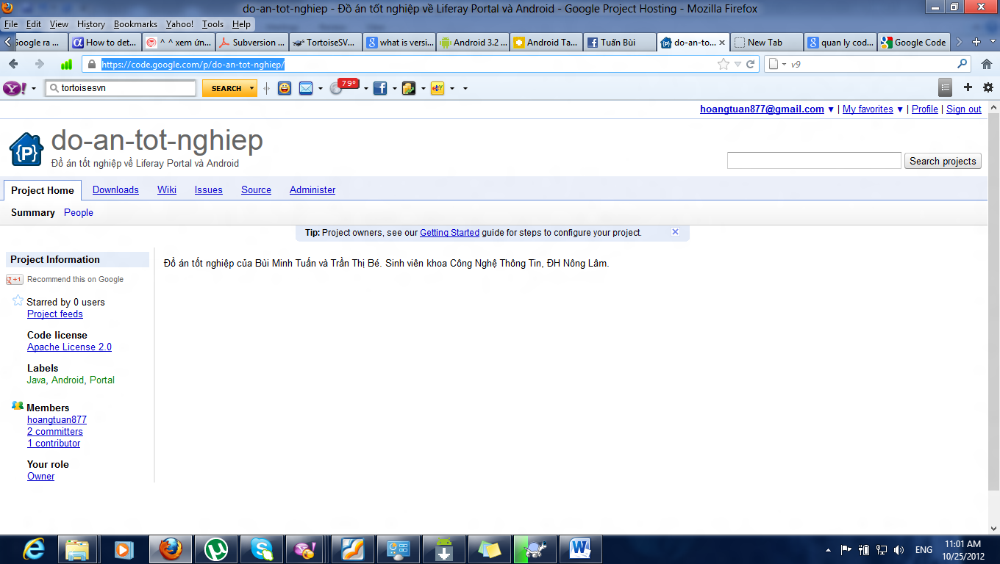 do-an-tot-nghiep - Đồ án tốt nghiệp về Liferay Portal và Android - Google Project Hosting - Mozilla Firefox
File Edit View History Bookmarks Yahoo! Tools Help
Google ra ... How to det... ^ ^ xem ứn... Subversion ... TortoiseSV... what is versi... Android 3.2 ... Android Ta... Tuấn Bùi do-an-to... New Tab quan ly cod... Google Code
https://code.google.com/p/do-an-tot-nghiep/ v9
tortoisesvn SEARCH 79°
hoangtuan877@gmail.com ▼ | My favorites ▼ | Profile | Sign out
{P} do-an-tot-nghiep
Đồ án tốt nghiệp về Liferay Portal và Android
Search projects
Project Home Downloads Wiki Issues Source Administer
Summary People
Tip: Project owners, see our Getting Started guide for steps to configure your project.
Project Information
Đồ án tốt nghiệp của Bùi Minh Tuấn và Trần Thị Bé. Sinh viên khoa Công Nghệ Thông Tin, ĐH Nông Lâm.
+1 Recommend this on Google
Starred by 0 users
Project feeds
Code license
Apache License 2.0
Labels
Java, Android, Portal
Members
hoangtuan877
2 committers
1 contributor
Your role
Owner
ENG 11:01 AM
10/25/2012